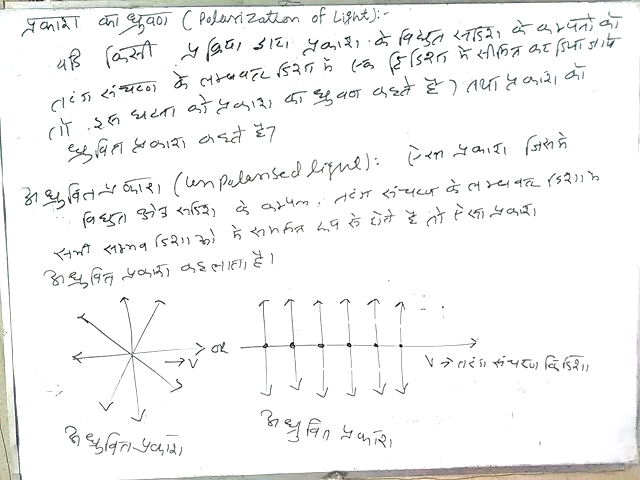 प्रकाश का ध्रुवण (Polarization of Light):-
यदि किसी प्रक्रिया द्वारा प्रकाश के विद्युत सदिश के कम्पनो को
तरंग संचरण के लम्बवत दिशा में एक हि दिशा में सीमित कर दिया जाये
तो इस घटना को प्रकाश का ध्रुवण कहते है) तथा प्रकाश को
ध्रुवित प्रकाश कहते है?
अध्रुवित प्रकाश (unpolarised light): ऐसा प्रकाश जिसमे
विद्युत क्षेत्र सदिश के कम्पन, तरंग संचरण के लम्बवत दिशा मे
सभी सम्भव दिशाओ मे सममित रूप से होते है तो ऐसा प्रकाश
अध्रुवित प्रकाश कहलाता है।
→V OR
V → तरंग संचरण कि दिशा
अध्रुवित प्रकाश
अध्रुवित प्रकाश